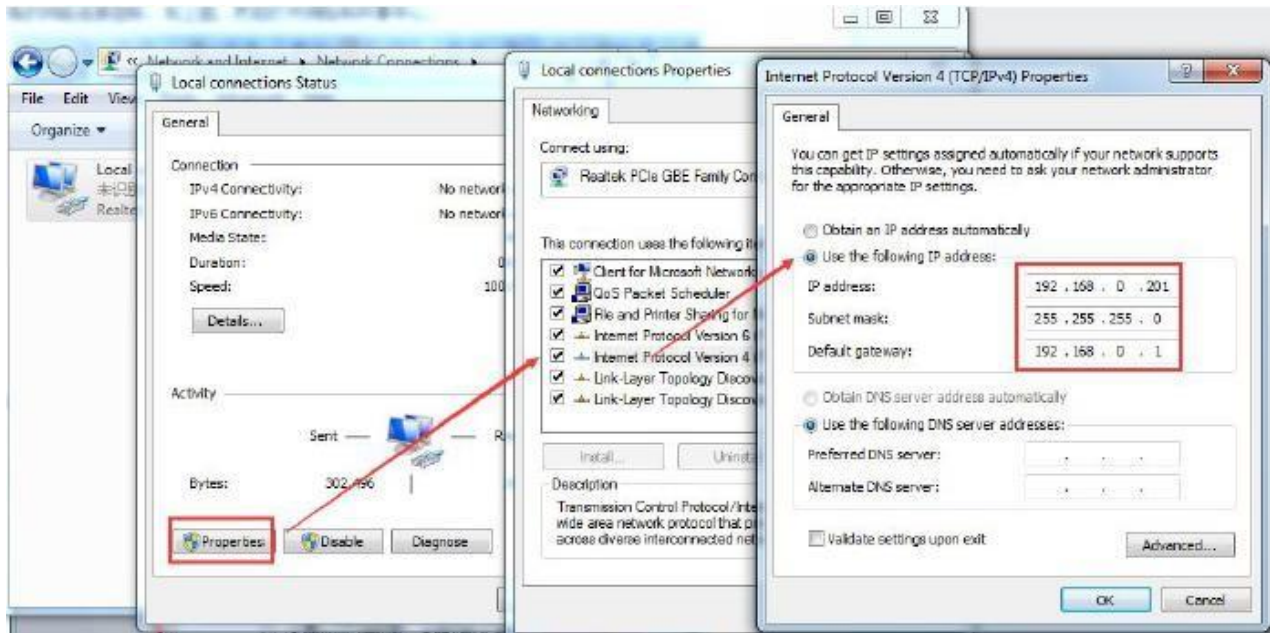 « Network and Internet ▸ Network Connections ▸
File Edit View
Organize ▾
Local
未识
Realte
Local connections Status
General
Connection
IPv4 Connectivity: No network
IPv6 Connectivity: No network
Media State:
Duration: 0
Speed: 100
Details...
Activity
Sent — R
Bytes: 302,496
Properties Disable Diagnose
Local connections Properties
Networking
Connect using:
Realtek PCIe GBE Family Con
This connection uses the following it
Client for Microsoft Network
QoS Packet Scheduler
File and Printer Sharing for
Internet Protocol Version 6
Internet Protocol Version 4
Link-Layer Topology Discov
Link-Layer Topology Discov
Install... Uninsta
Description
Transmission Control Protocol/Inte
wide area network protocol that p
across diverse interconnected net
Internet Protocol Version 4 (TCP/IPv4) Properties
General
You can get IP settings assigned automatically if your network supports
this capability. Otherwise, you need to ask your network administrator
for the appropriate IP settings.
Obtain an IP address automatically
Use the following IP address:
IP address: 192 . 168 . 0 . 201
Subnet mask: 255 . 255 . 255 . 0
Default gateway: 192 . 168 . 0 . 1
Obtain DNS server address automatically
Use the following DNS server addresses:
Preferred DNS server: . . .
Alternate DNS server: . . .
Validate settings upon exit
Advanced...
OK Cancel